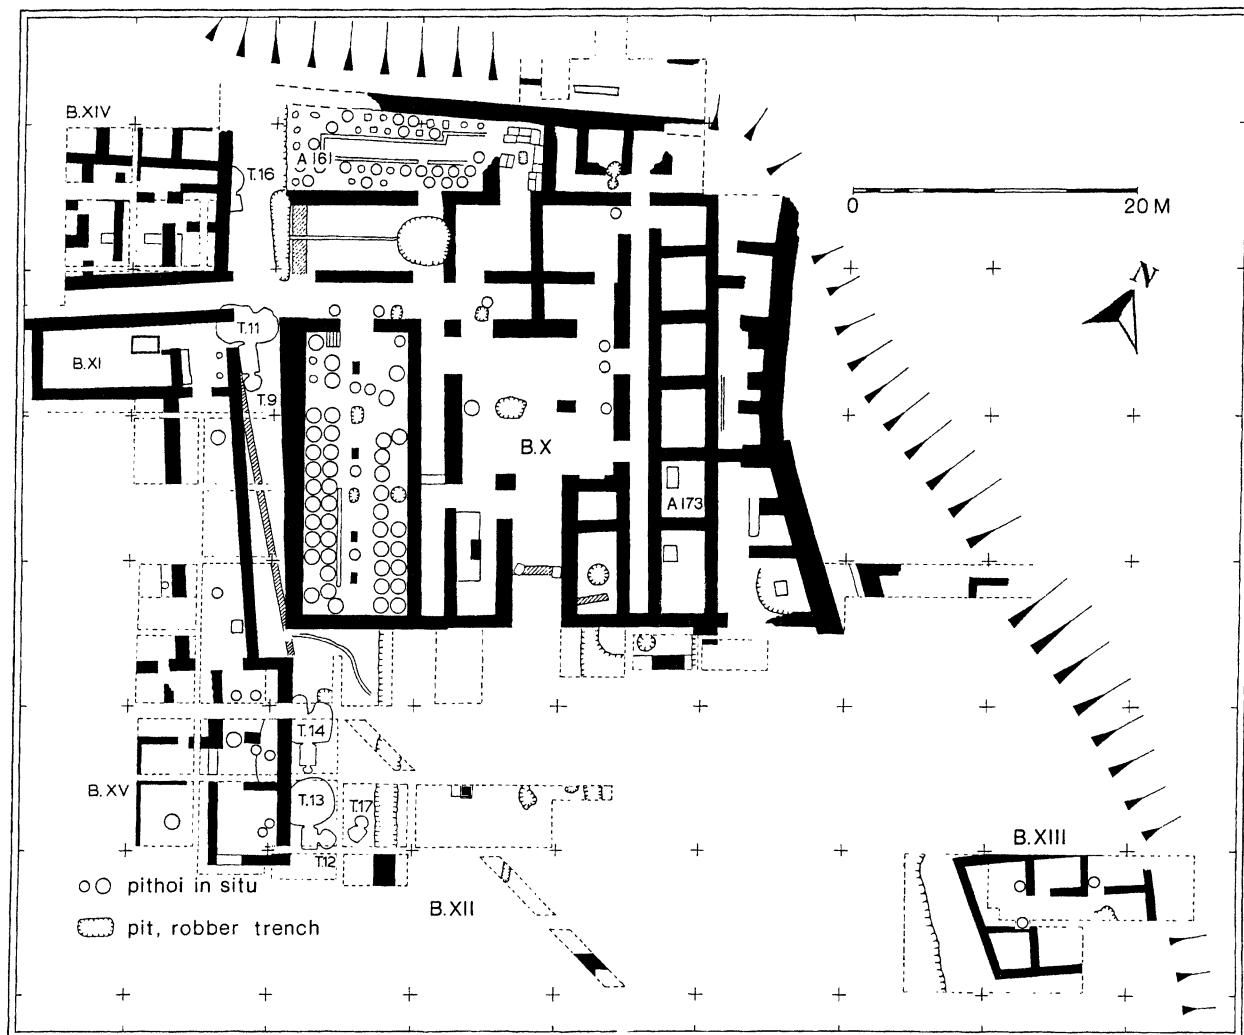 B.XIV
T.16
A 161
0 20 M
N
T.11
B.XI
T.9
B.X
A 173
T.14
B.XV
T.13
T.17
T.12
B.XIII
B.XII
pithoi in situ
pit, robber trench